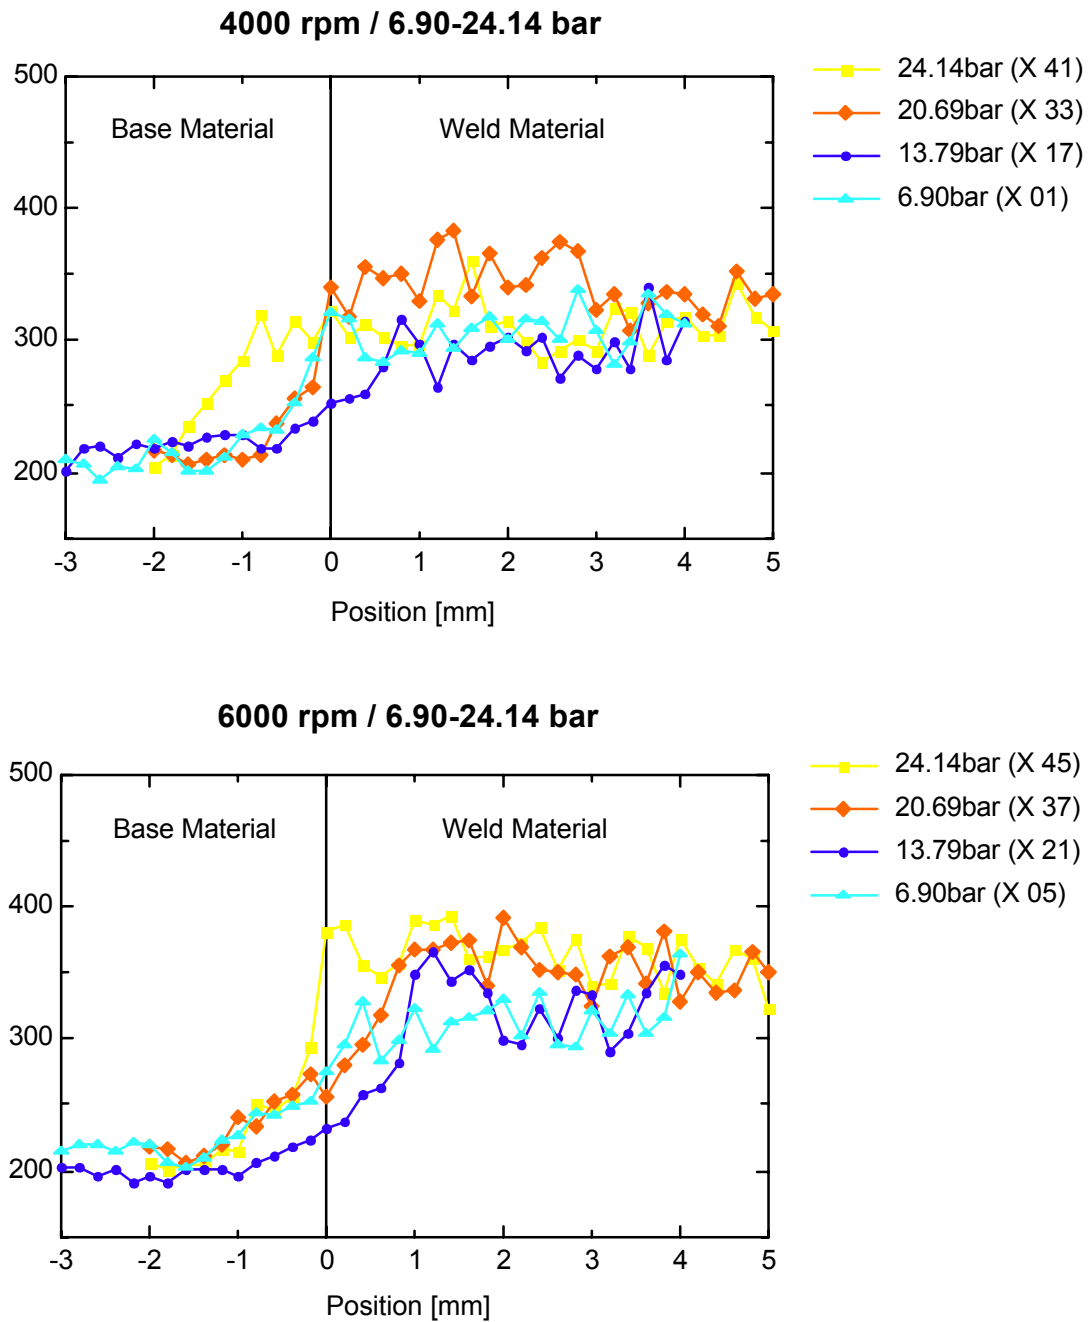 4000 rpm / 6.90-24.14 bar
500
400
300
200
Base Material
Weld Material
-3 -2 -1 0 1 2 3 4 5
Position [mm]
24.14bar (X 41)
20.69bar (X 33)
13.79bar (X 17)
6.90bar (X 01)
6000 rpm / 6.90-24.14 bar
500
400
300
200
Base Material
Weld Material
-3 -2 -1 0 1 2 3 4 5
Position [mm]
24.14bar (X 45)
20.69bar (X 37)
13.79bar (X 21)
6.90bar (X 05)